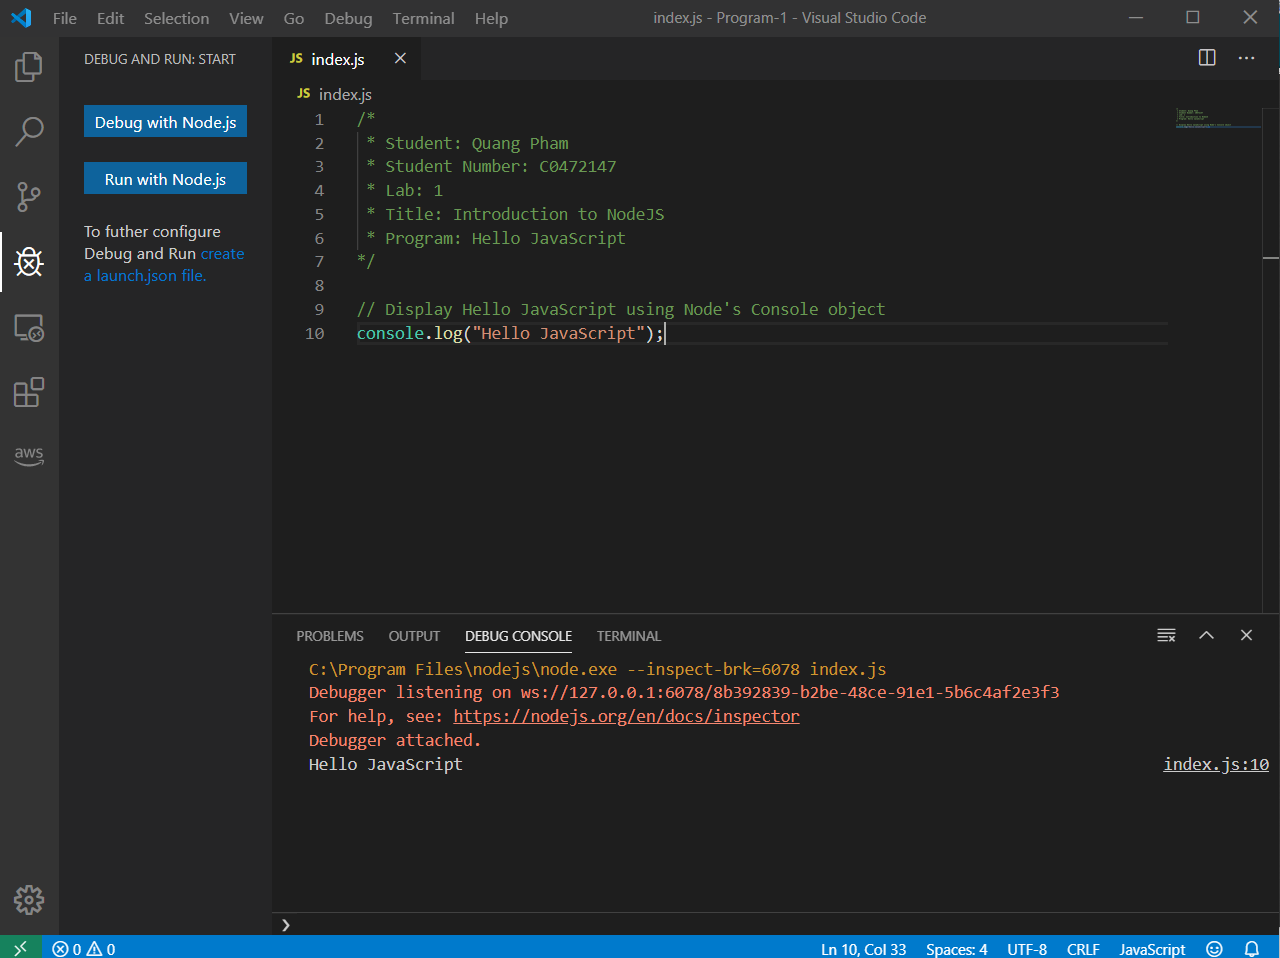 File Edit Selection View Go Debug Terminal Help
index.js - Program-1 - Visual Studio Code
DEBUG AND RUN: START
Debug with Node.js
Run with Node.js
To futher configure
Debug and Run create
a launch.json file.
aws
JS index.js
JS index.js
1 /*
2 * Student: Quang Pham
3 * Student Number: C0472147
4 * Lab: 1
5 * Title: Introduction to NodeJS
6 * Program: Hello JavaScript
7 */
8
9 // Display Hello JavaScript using Node's Console object
10 console.log("Hello JavaScript");
PROBLEMS OUTPUT DEBUG CONSOLE TERMINAL
C:\Program Files\nodejs\node.exe --inspect-brk=6078 index.js
Debugger listening on ws://127.0.0.1:6078/8b392839-b2be-48ce-91e1-5b6c4af2e3f3
For help, see: https://nodejs.org/en/docs/inspector
Debugger attached.
Hello JavaScript index.js:10
0 0 Ln 10, Col 33 Spaces: 4 UTF-8 CRLF JavaScript